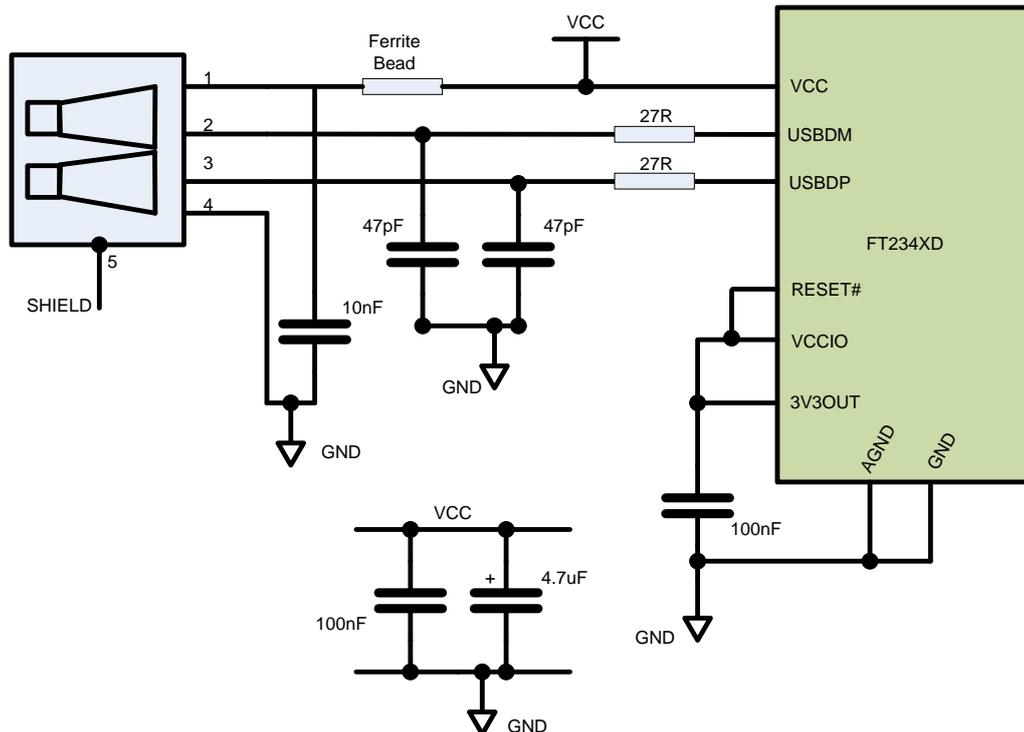 VCC
Ferrite
Bead
1
VCC
2
27R
USBDM
3
27R
USBDP
4
47pF
47pF
FT234XD
5
SHIELD
10nF
RESET#
VCCIO
GND
3V3OUT
GND
AGND
GND
VCC
100nF
+
4.7uF
100nF
GND
GND